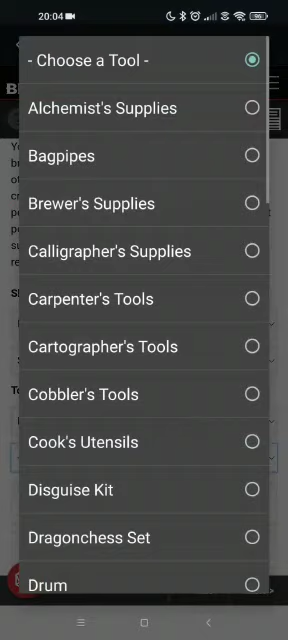 20:04
96
- Choose a Tool -
Alchemist's Supplies
Bagpipes
Brewer's Supplies
Calligrapher's Supplies
Carpenter's Tools
Cartographer's Tools
Cobbler's Tools
Cook's Utensils
Disguise Kit
Dragonchess Set
Drum